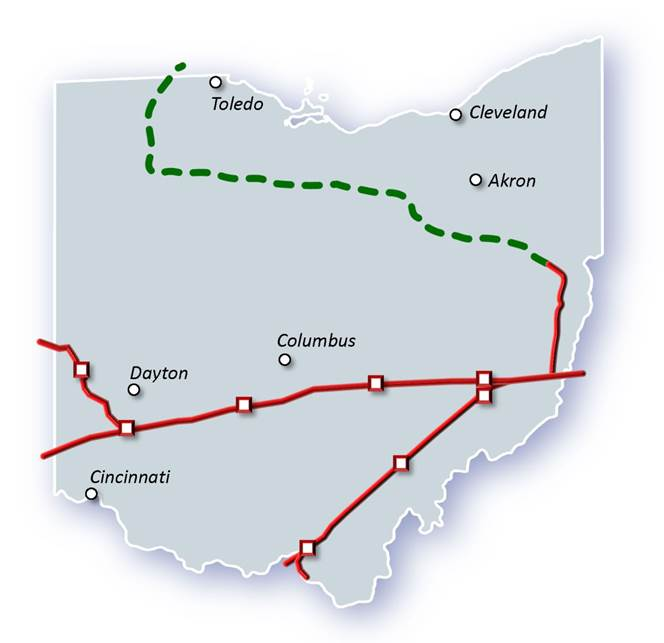 Toledo
Cleveland
Akron
Columbus
Dayton
Cincinnati